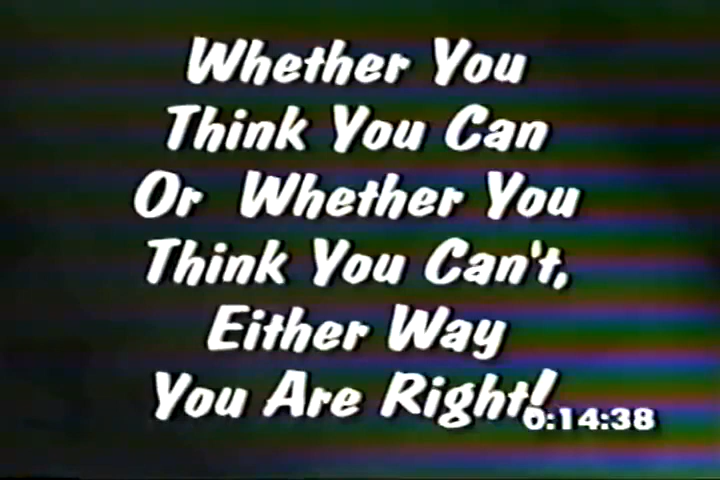 Whether You
Think You Can
Or Whether You
Think You Can't,
Either Way
You Are Right!
0:14:38